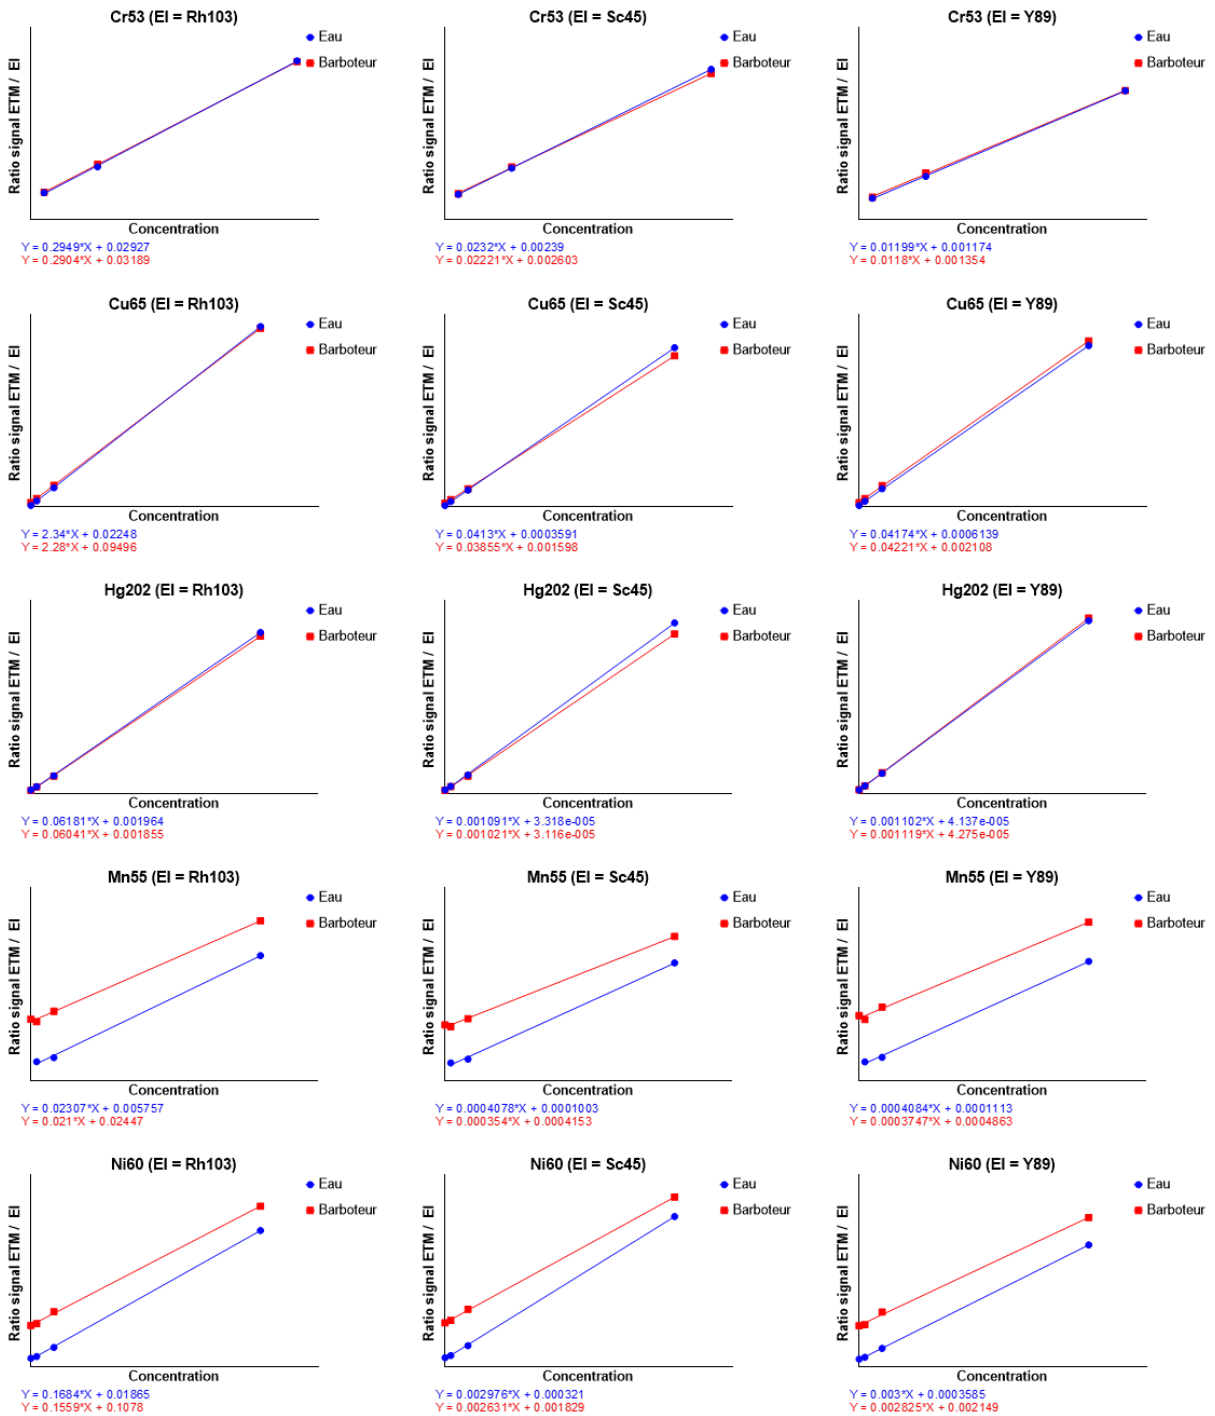 Cr53 (EI = Rh103)
Ratio signal ETM / EI
Eau
Barboteur
Concentration
Y = 0.2949*X + 0.02927
Y = 0.2904*X + 0.03189
Cr53 (EI = Sc45)
Ratio signal ETM / EI
Eau
Barboteur
Concentration
Y = 0.0232*X + 0.00239
Y = 0.02221*X + 0.002603
Cr53 (EI = Y89)
Ratio signal ETM / EI
Eau
Barboteur
Concentration
Y = 0.01199*X + 0.001174
Y = 0.0118*X + 0.001354
Cu65 (EI = Rh103)
Ratio signal ETM / EI
Eau
Barboteur
Concentration
Y = 2.34*X + 0.02248
Y = 2.28*X + 0.09496
Cu65 (EI = Sc45)
Ratio signal ETM / EI
Eau
Barboteur
Concentration
Y = 0.0413*X + 0.0003591
Y = 0.03855*X + 0.001598
Cu65 (EI = Y89)
Ratio signal ETM / EI
Eau
Barboteur
Concentration
Y = 0.04174*X + 0.0006139
Y = 0.04221*X + 0.002108
Hg202 (EI = Rh103)
Ratio signal ETM / EI
Eau
Barboteur
Concentration
Y = 0.06181*X + 0.001964
Y = 0.06041*X + 0.001855
Hg202 (EI = Sc45)
Ratio signal ETM / EI
Eau
Barboteur
Concentration
Y = 0.001091*X + 3.318e-005
Y = 0.001021*X + 3.116e-005
Hg202 (EI = Y89)
Ratio signal ETM / EI
Eau
Barboteur
Concentration
Y = 0.001102*X + 4.137e-005
Y = 0.001119*X + 4.275e-005
Mn55 (EI = Rh103)
Ratio signal ETM / EI
Eau
Barboteur
Concentration
Y = 0.02307*X + 0.005757
Y = 0.021*X + 0.02447
Mn55 (EI = Sc45)
Ratio signal ETM / EI
Eau
Barboteur
Concentration
Y = 0.0004078*X + 0.0001003
Y = 0.000354*X + 0.0004153
Mn55 (EI = Y89)
Ratio signal ETM / EI
Eau
Barboteur
Concentration
Y = 0.0004084*X + 0.0001113
Y = 0.0003747*X + 0.0004863
Ni60 (EI = Rh103)
Ratio signal ETM / EI
Eau
Barboteur
Concentration
Y = 0.1684*X + 0.01865
Y = 0.1559*X + 0.1078
Ni60 (EI = Sc45)
Ratio signal ETM / EI
Eau
Barboteur
Concentration
Y = 0.002976*X + 0.000321
Y = 0.002631*X + 0.001829
Ni60 (EI = Y89)
Ratio signal ETM / EI
Eau
Barboteur
Concentration
Y = 0.003*X + 0.0003585
Y = 0.002825*X + 0.002149